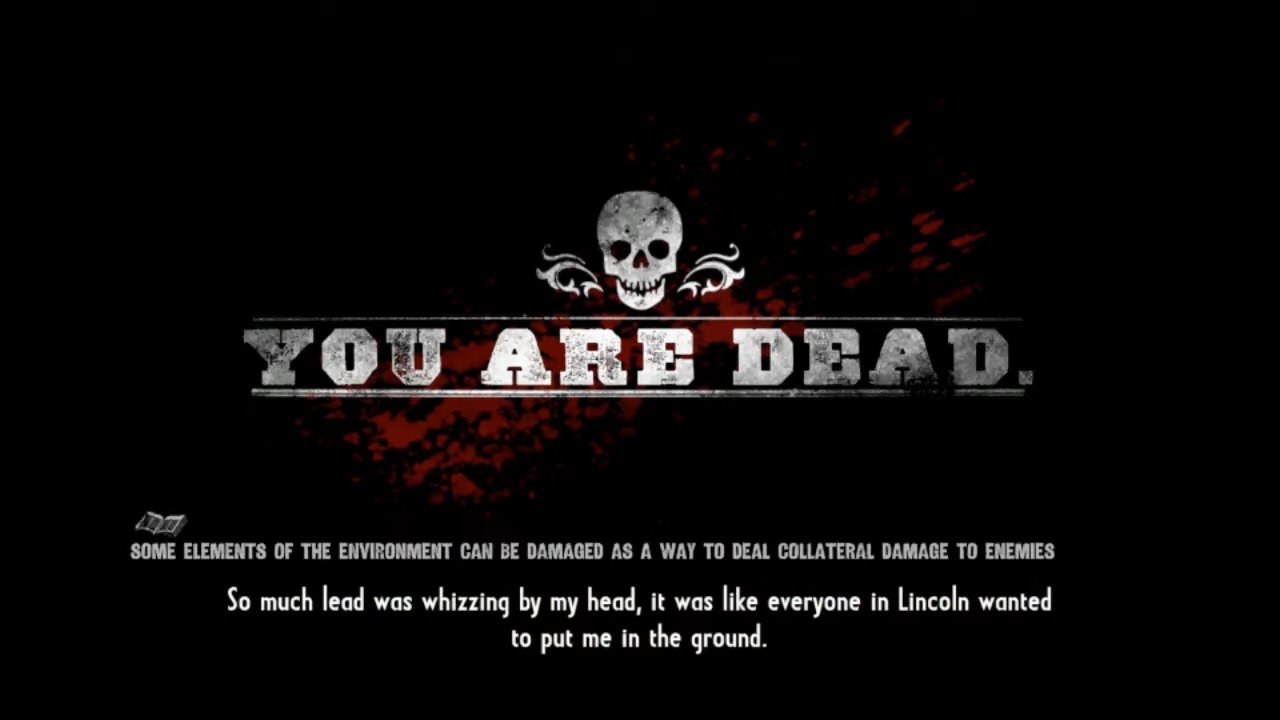 YOU ARE DEAD.
SOME ELEMENTS OF THE ENVIRONMENT CAN BE DAMAGED AS A WAY TO DEAL COLLATERAL DAMAGE TO ENEMIES
So much lead was whizzing by my head, it was like everyone in Lincoln wanted
to put me in the ground.